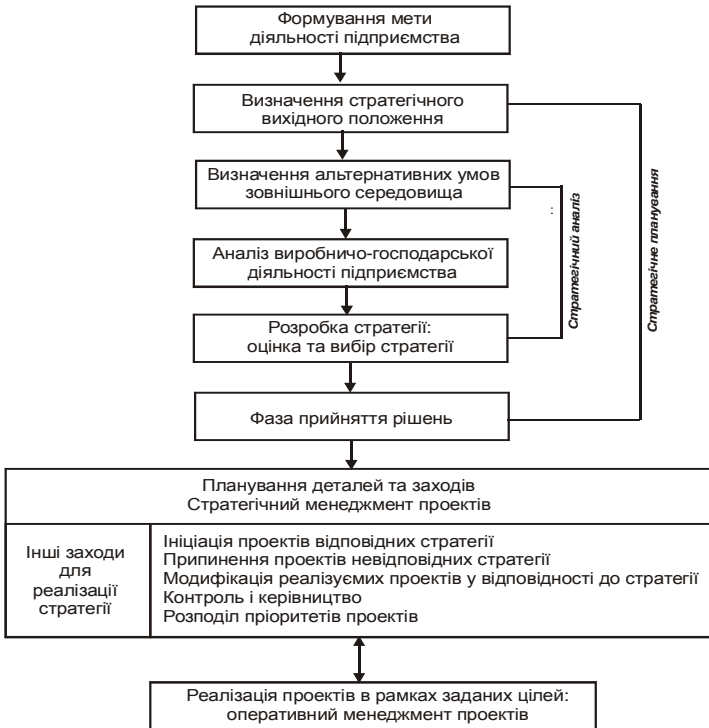 Формування мети
діяльності підприємства
Визначення стратегічного
вихідного положення
Визначення альтернативних умов
зовнішнього середовища
Аналіз виробничо-господарської
діяльності підприємства
Розробка стратегії:
оцінка та вибір стратегії
Фаза прийняття рішень
Стратегічний аналіз
Стратегічне планування
Планування деталей та заходів
Стратегічний менеджмент проектів
Інші заходи
для
реалізації
стратегії
Ініціація проектів відповідних стратегії
Припинення проектів невідповідних стратегії
Модифікація реалізуємих проектів у відповідності до стратегії
Контроль і керівництво
Розподіл пріоритетів проектів
Реалізація проектів в рамках заданих цілей:
оперативний менеджмент проектів